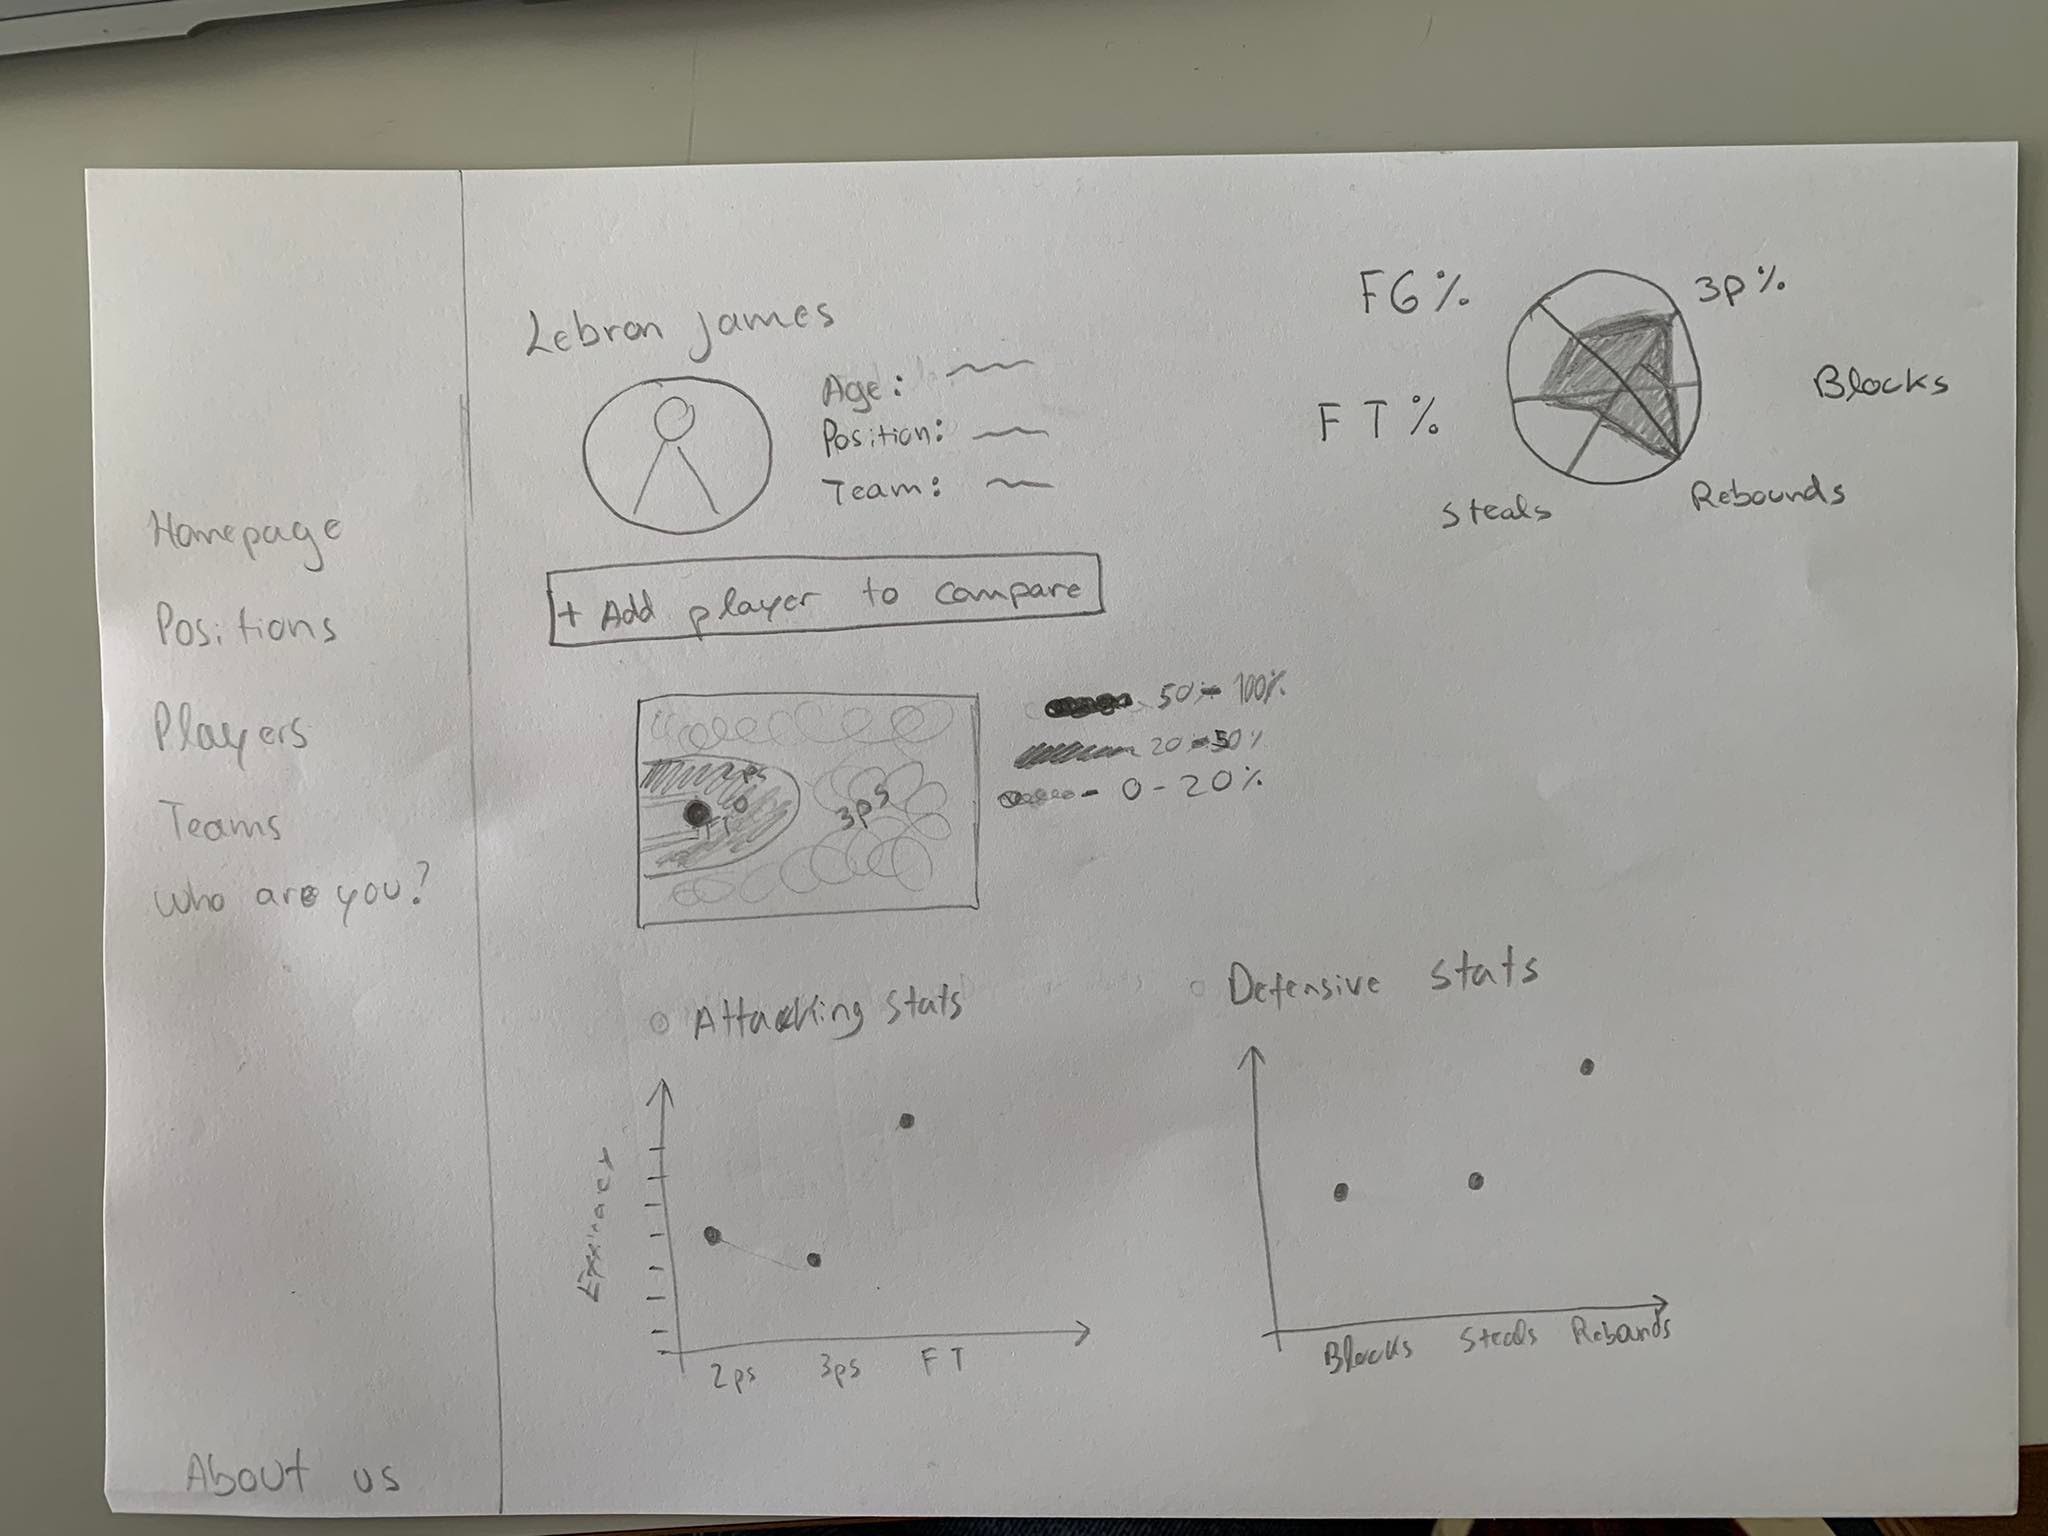 Homepage
Positions
Players
Teams
who are you?
About us
Lebron james
Age:
Position:
Team:
+ Add player to compare
FG %
3p %
FT %
Blocks
Steals
Rebounds
50 - 100%
20 - 50%
- 0 - 20%
2ps
FT
3ps
Attacking stats
2ps 3ps FT
Defensive stats
Blocks Steals Rebounds